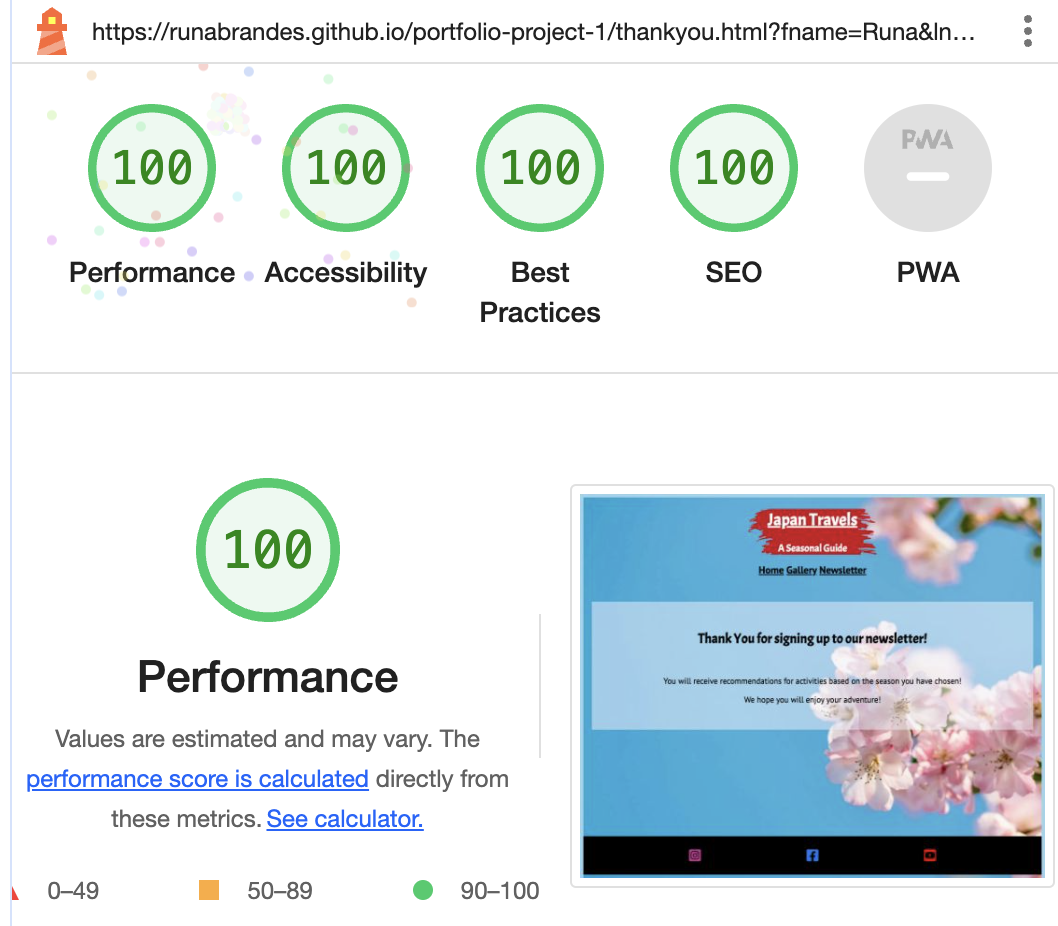 https://runabrandes.github.io/portfolio-project-1/thankyou.html?fname=Runa&ln…
100
100
100
100
PWA
Performance
Accessibility
Best
Practices
SEO
PWA
100
Performance
Values are estimated and may vary. The
performance score is calculated directly from
these metrics. See calculator.
0–49
50–89
90–100
Japan Travels
A Seasonal Guide
Home Gallery Newsletter
Thank You for signing up to our newsletter!
You will receive recommendations for activities based on the season you have chosen!
We hope you will enjoy your adventure!